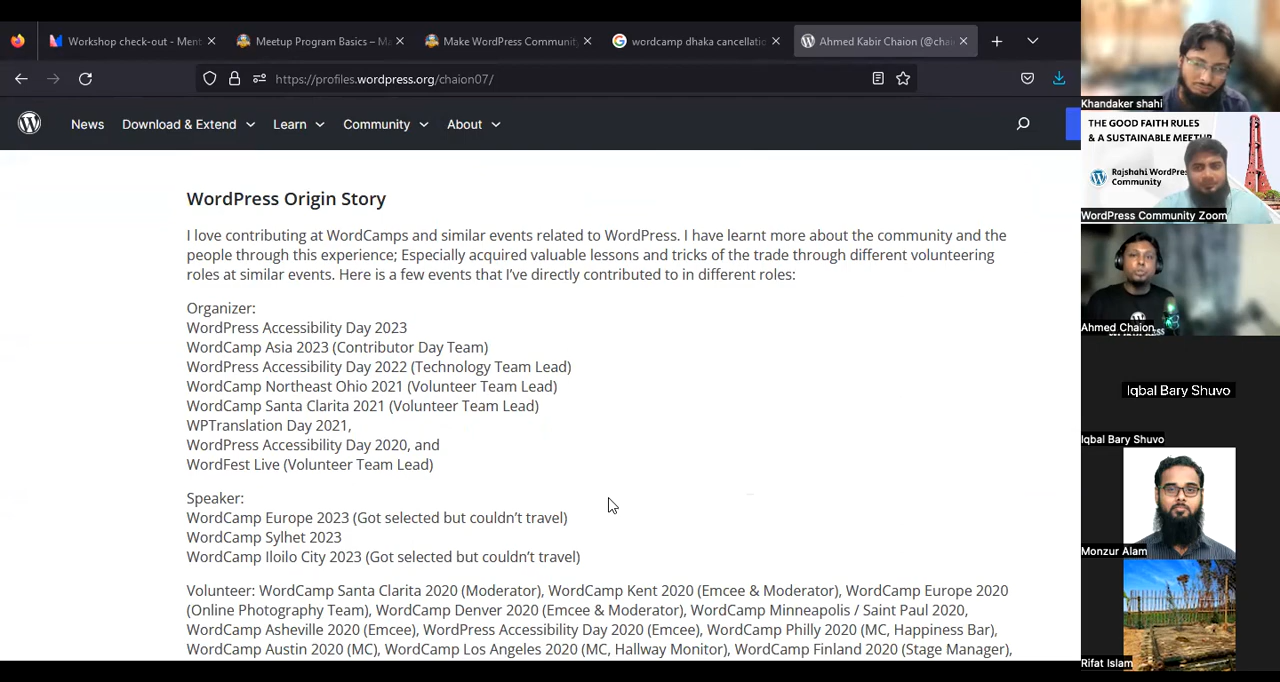 Workshop check-out - Ment
Meetup Program Basics – Ma
Make WordPress Community
wordcamp dhaka cancellatio
Ahmed Kabir Chaion (@chai
https://profiles.wordpress.org/chaion07/
News
Download & Extend
Learn
Community
About
WordPress Origin Story
I love contributing at WordCamps and similar events related to WordPress. I have learnt more about the community and the
people through this experience; Especially acquired valuable lessons and tricks of the trade through different volunteering
roles at similar events. Here is a few events that I've directly contributed to in different roles:
Organizer:
WordPress Accessibility Day 2023
WordCamp Asia 2023 (Contributor Day Team)
WordPress Accessibility Day 2022 (Technology Team Lead)
WordCamp Northeast Ohio 2021 (Volunteer Team Lead)
WordCamp Santa Clarita 2021 (Volunteer Team Lead)
WPTranslation Day 2021,
WordPress Accessibility Day 2020, and
WordFest Live (Volunteer Team Lead)
Speaker:
WordCamp Europe 2023 (Got selected but couldn't travel)
WordCamp Sylhet 2023
WordCamp Iloilo City 2023 (Got selected but couldn't travel)
Volunteer: WordCamp Santa Clarita 2020 (Moderator), WordCamp Kent 2020 (Emcee & Moderator), WordCamp Europe 2020
(Online Photography Team), WordCamp Denver 2020 (Emcee & Moderator), WordCamp Minneapolis / Saint Paul 2020,
WordCamp Asheville 2020 (Emcee), WordPress Accessibility Day 2020 (Emcee), WordCamp Philly 2020 (MC, Happiness Bar),
WordCamp Austin 2020 (MC), WordCamp Los Angeles 2020 (MC, Hallway Monitor), WordCamp Finland 2020 (Stage Manager),
Khandaker shahi
THE GOOD FAITH RULES
& A SUSTAINABLE MEETUP
Rajshahi WordPres
Community
WordPress Community Zoom
Ahmed Chaion
Iqbal Bary Shuvo
Iqbal Bary Shuvo
Monzur Alam
Rifat Islam